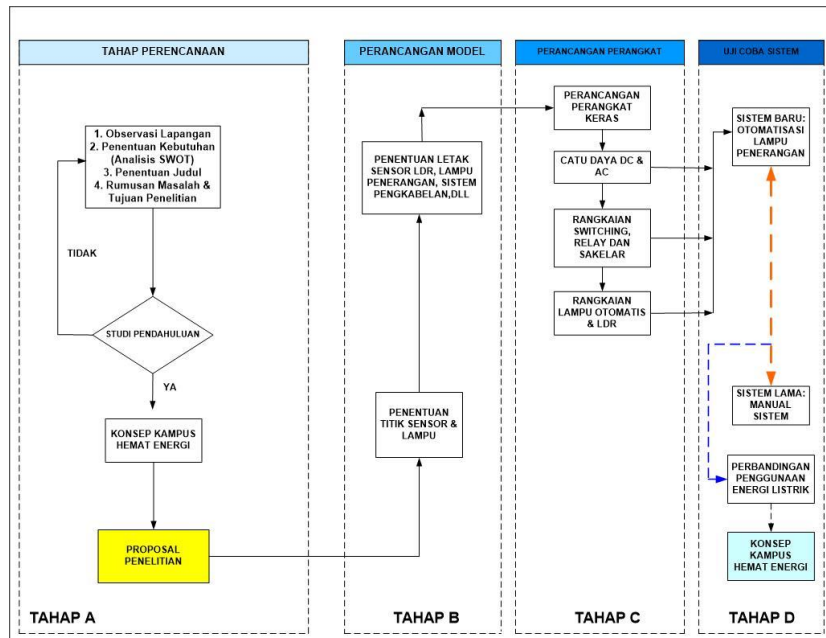 TAHAP PERENCANAAN
1. Observasi Lapangan
2. Penentuan Kebutuhan
(Analisis SWOT)
3. Penentuan Judul
4. Rumusan Masalah &
Tujuan Penelitian
TIDAK
STUDI PENDAHULUAN
YA
KONSEP KAMPUS
HEMAT ENERGI
PROPOSAL
PENELITIAN
TAHAP A
PERANCANGAN MODEL
PENENTUAN LETAK
SENSOR LDR, LAMPU
PENERANGAN, SISTEM
PENGKABELAN,DLL
PENENTUAN
TITIK SENSOR &
LAMPU
TAHAP B
PERANCANGAN PERANGKAT
PERANCANGAN
PERANGKAT
KERAS
CATU DAYA DC &
AC
RANGKAIAN
SWITCHING,
RELAY DAN
SAKELAR
RANGKAIAN
LAMPU OTOMATIS
& LDR
TAHAP C
UJI COBA SISTEM
SISTEM BARU:
OTOMATISASI
LAMPU
PENERANGAN
SISTEM LAMA:
MANUAL
SISTEM
PERBANDINGAN
PENGGUNAAN
ENERGI LISTRIK
KONSEP
KAMPUS
HEMAT ENERGI
TAHAP D